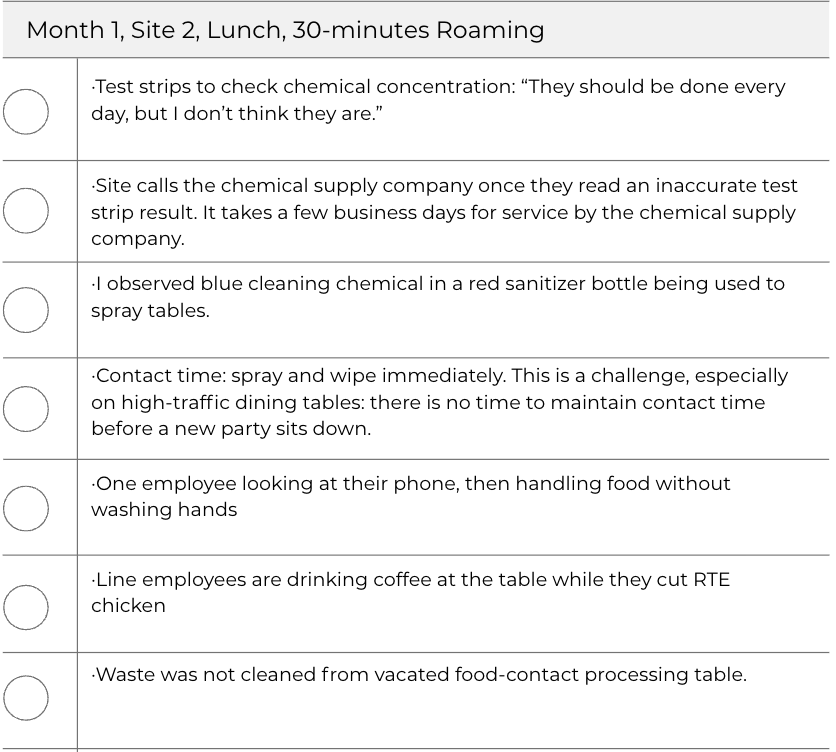 Month 1, Site 2, Lunch, 30-minutes Roaming
·Test strips to check chemical concentration: “They should be done every
day, but I don’t think they are.”
·Site calls the chemical supply company once they read an inaccurate test
strip result. It takes a few business days for service by the chemical supply
company.
·I observed blue cleaning chemical in a red sanitizer bottle being used to
spray tables.
·Contact time: spray and wipe immediately. This is a challenge, especially
on high-traffic dining tables: there is no time to maintain contact time
before a new party sits down.
·One employee looking at their phone, then handling food without
washing hands
·Line employees are drinking coffee at the table while they cut RTE
chicken
·Waste was not cleaned from vacated food-contact processing table.